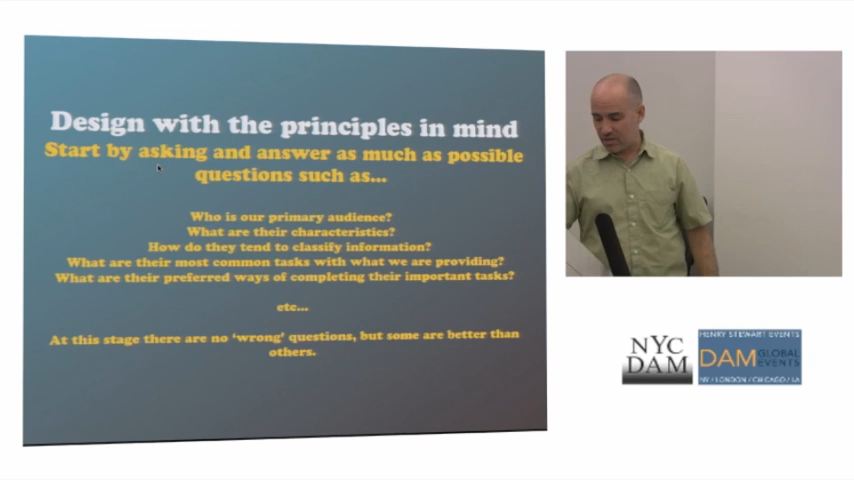 Design with the principles in mind
Start by asking and answer as much as possible
questions such as...
Who is our primary audience?
What are their characteristics?
How do they tend to classify information?
What are their most common tasks with what we are providing?
What are their preferred ways of completing their important tasks?
etc...
At this stage there are no 'wrong' questions, but some are better than
others.
NYC
DAM
HENRY STEWART EVENTS
DAM GLOBAL
EVENTS
NY / LONDON / CHICAGO / LA